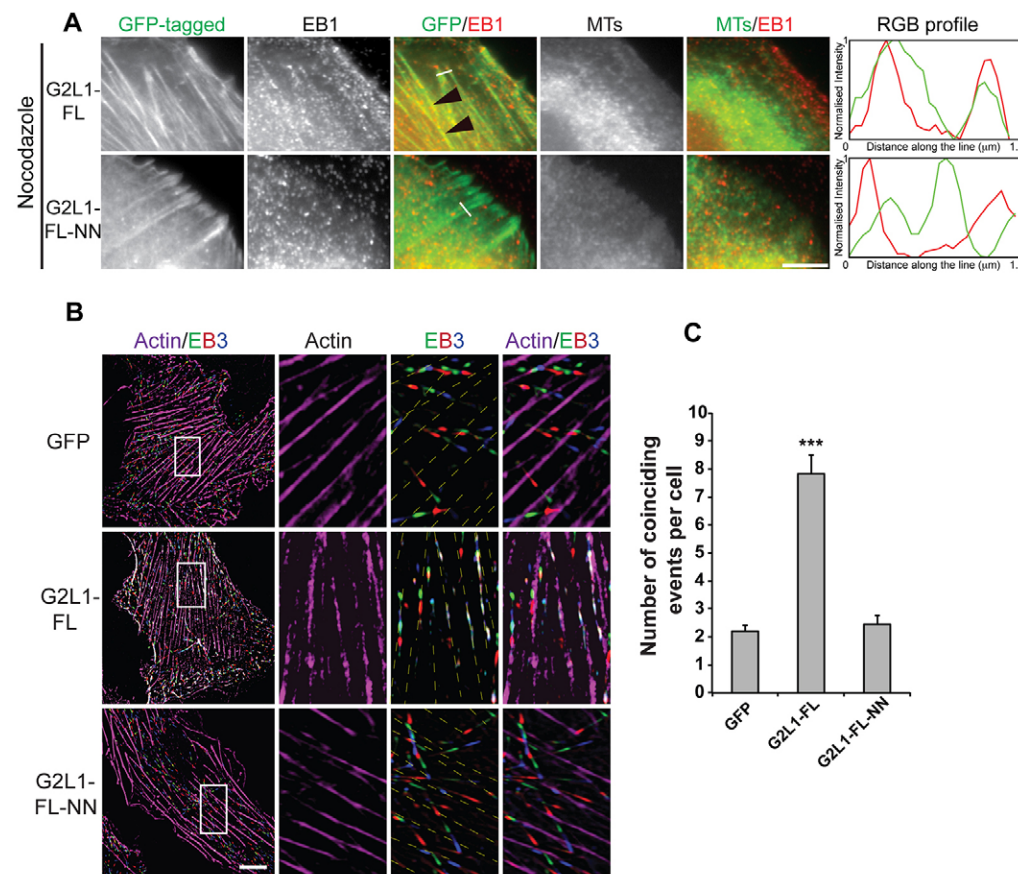 A
GFP-tagged EB1 GFP/EB1 MTs MTs/EB1 RGB profile
Nocodazole
G2L1-
FL
Normalised Intensity
1
0 Distance along the line (µm) 1.
G2L1-
FL-NN
Normalised Intensity
1
0 Distance along the line (µm) 1.
B
Actin/EB3 Actin EB3 Actin/EB3
GFP
G2L1-
FL
G2L1-
FL-NN
C
Number of coinciding
events per cell
10
9
8
7
6
5
4
3
2
1
0
***
GFP
G2L1-FL
G2L1-FL-NN